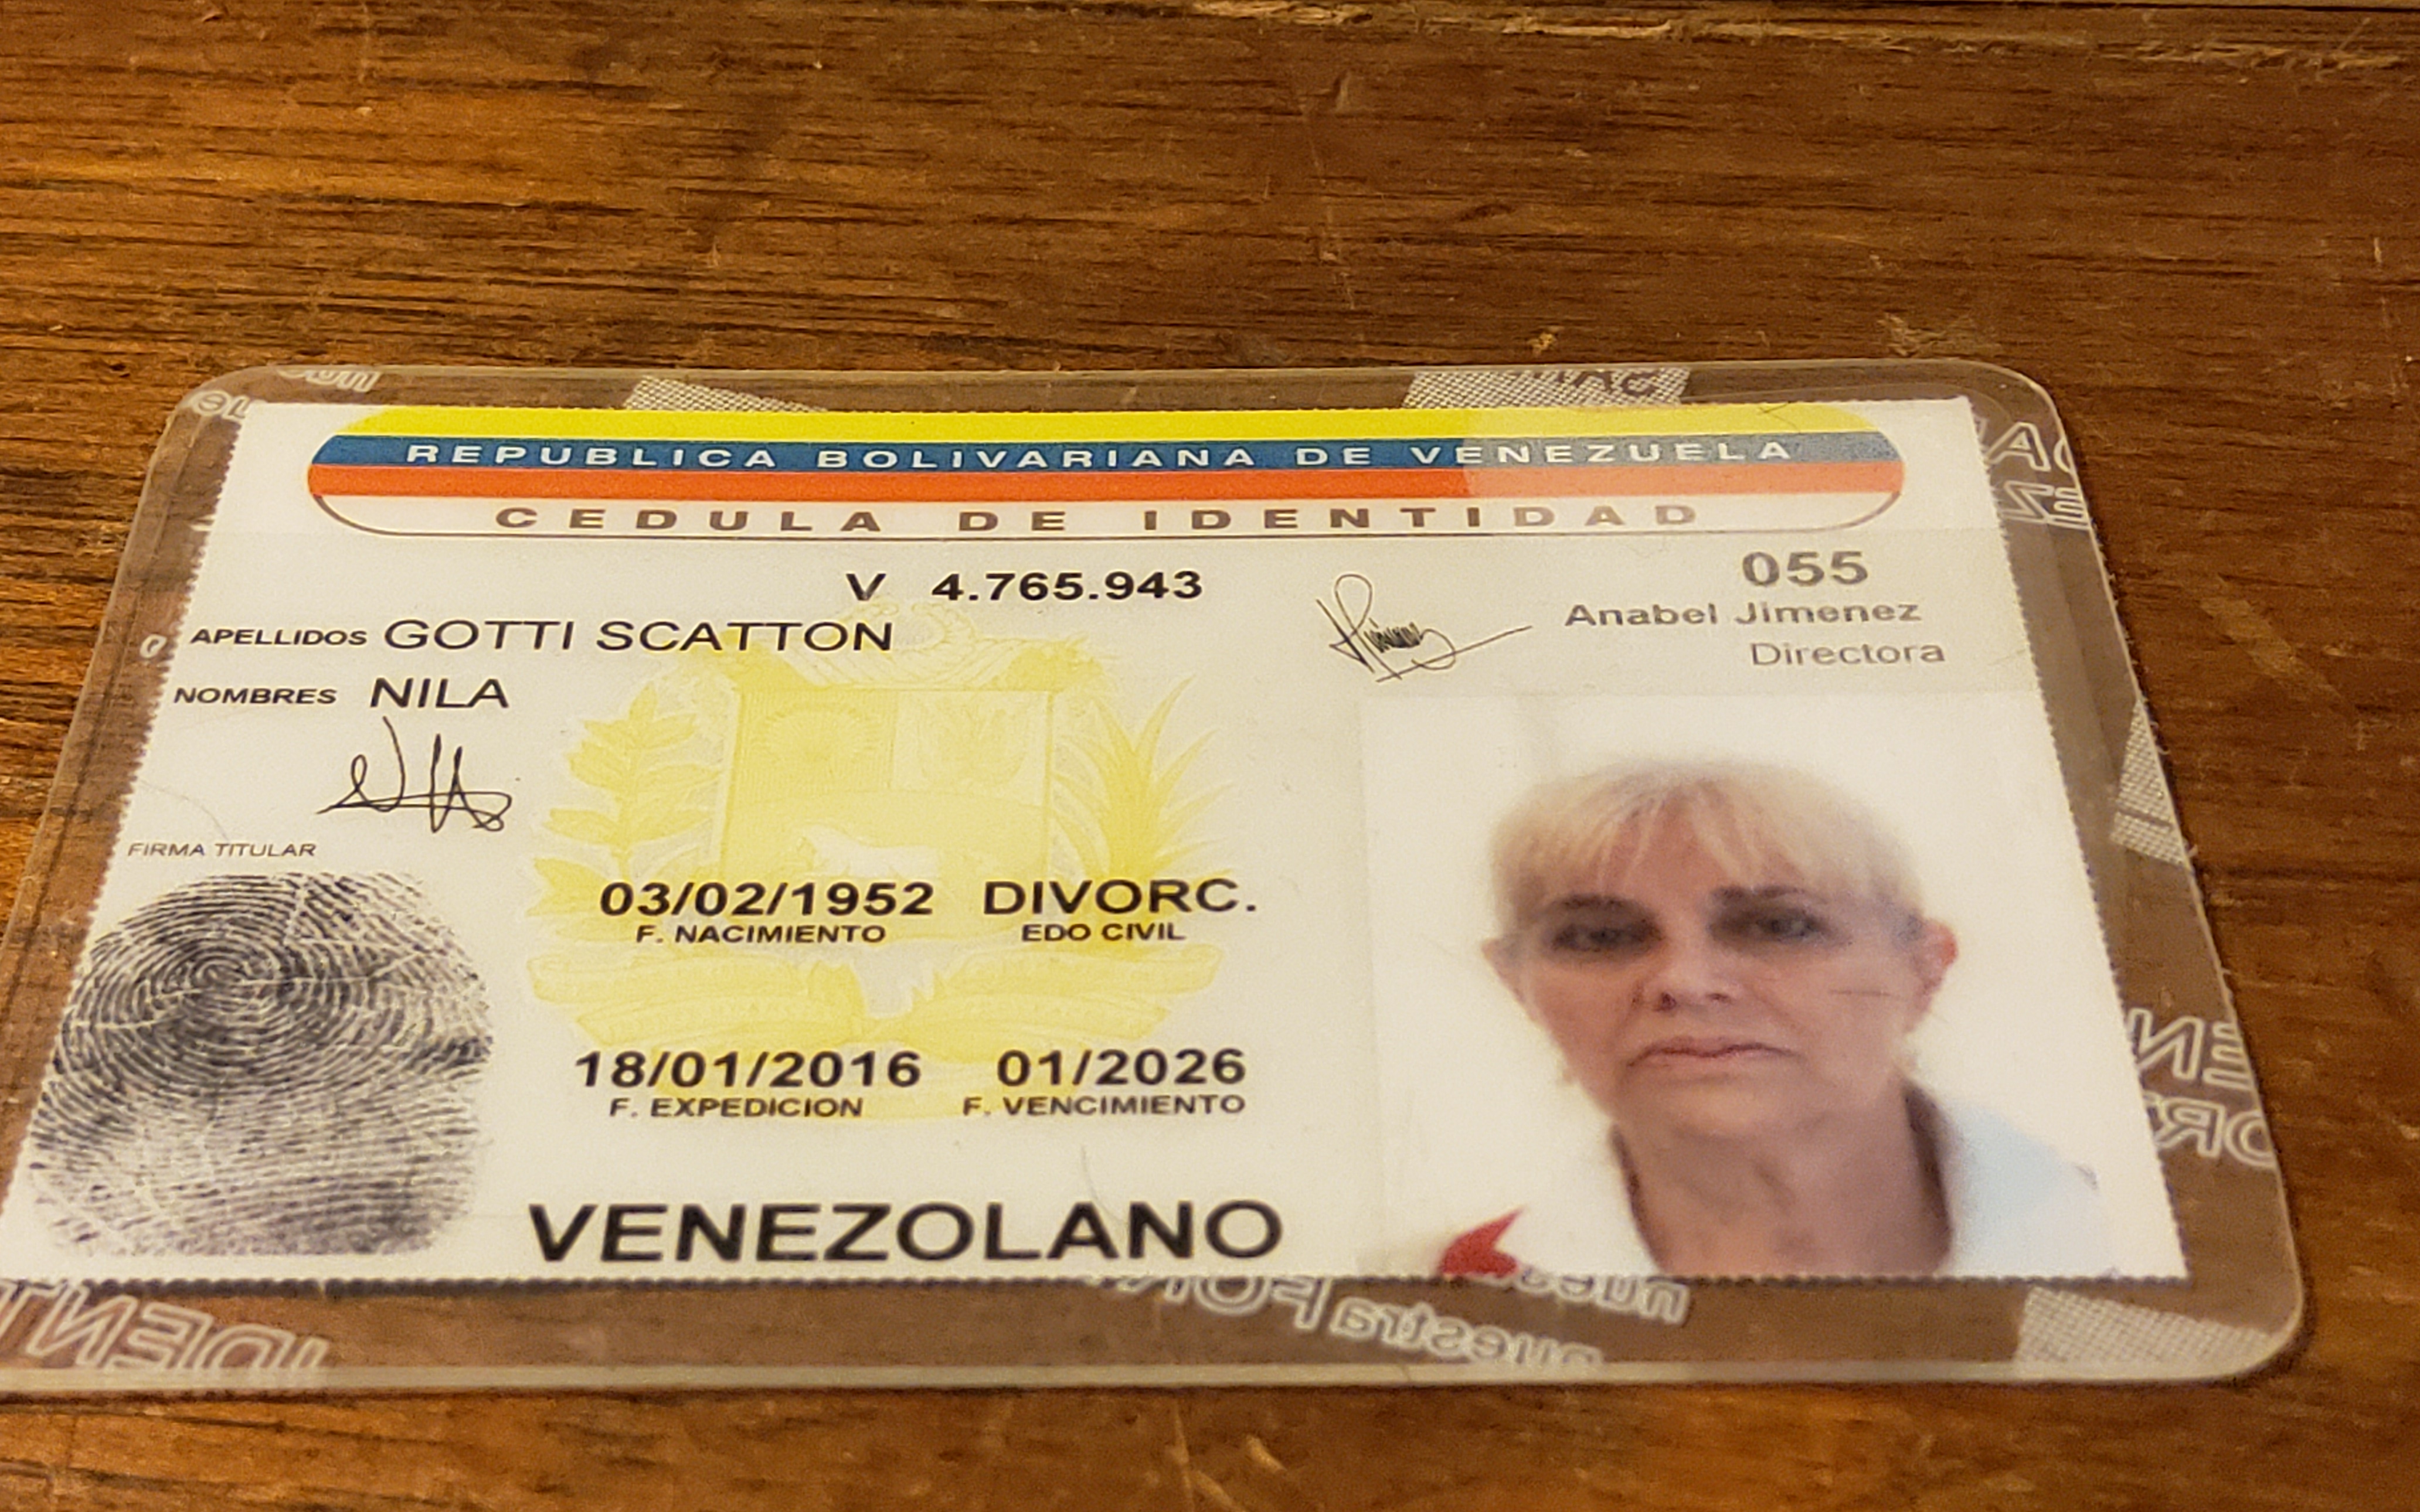 REPUBLICA BOLIVARIANA DE VENEZUELA
CEDULA DE IDENTIDAD
V 4.765.943
055
Anabel Jimenez
Directora
APELLIDOS GOTTI SCATTON
NOMBRES NILA
FIRMA TITULAR
03/02/1952 DIVORC.
F. NACIMIENTO EDO CIVIL
18/01/2016 01/2026
F. EXPEDICION F. VENCIMIENTO
VENEZOLANO